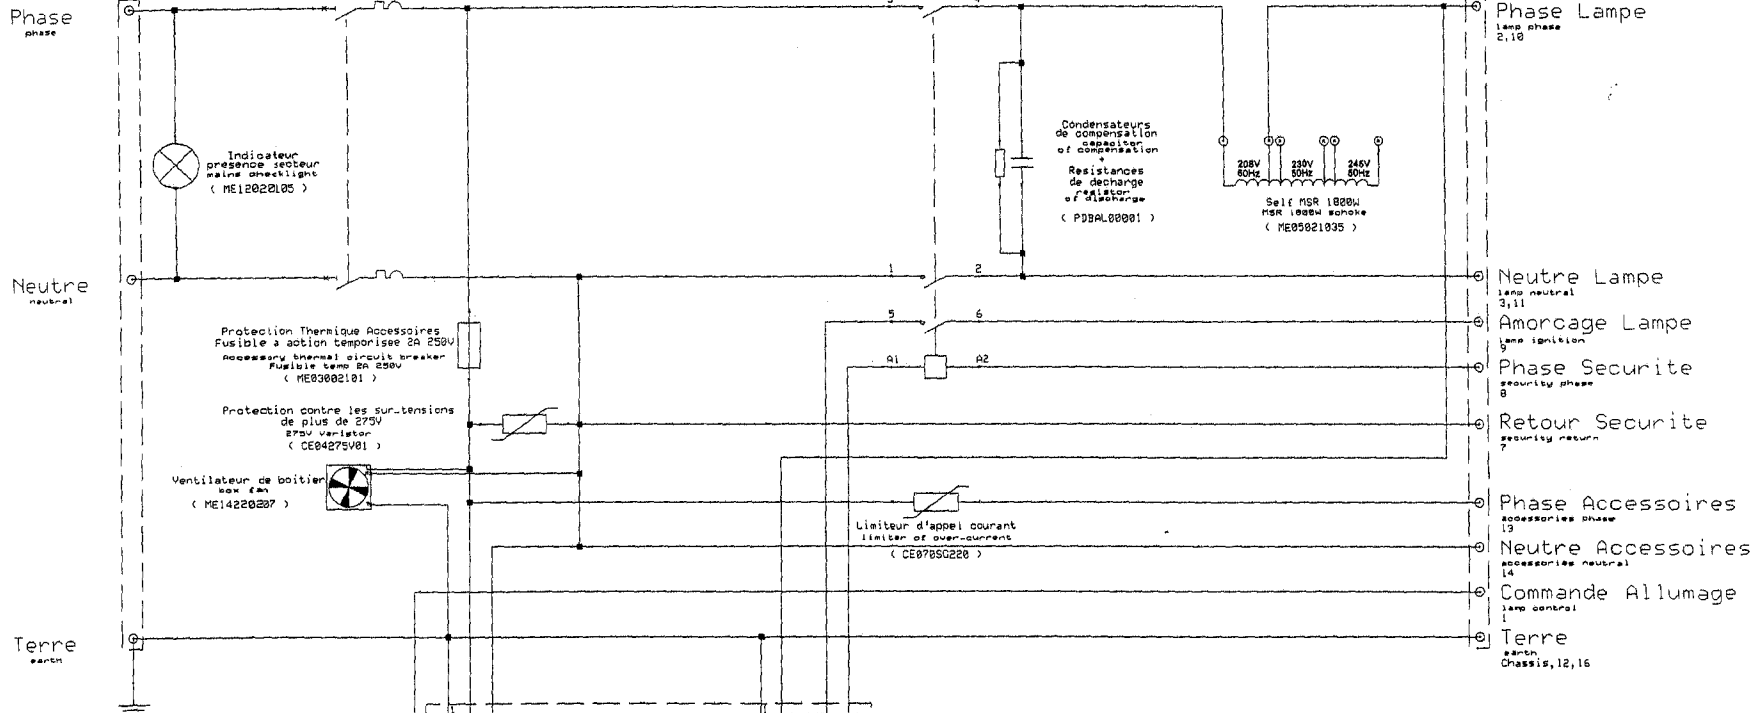 Phase
phase
Indicateur
presence secteur
mains checklight
( ME12020L05 )
Neutre
neutral
Protection Thermique Accessoires
Fusible a action temporisee 2A 250V
Accessory thermal circuit breaker
Fusible temp 2A 250V
( ME03002101 )
Protection contre les sur-tensions
de plus de 275V
275V varistor
( CE04275V01 )
Ventilateur de boitier
box fan
( ME14220207 )
Terre
earth
1 2
5 6
A1 A2
Condensateurs
de compensation
capacitor
of compensation
+
Resistances
de decharge
resistor
of discharge
( PDBAL00001 )
208V
60Hz
230V
50Hz
245V
50Hz
Self MSR 1800W
MSR 1800W schoke
( ME05021035 )
Limiteur d'appel courant
limiter of over-current
( CE070SG220 )
Phase Lampe
lamp phase
2,10
Neutre Lampe
lamp neutral
3,11
Amorcage Lampe
lamp ignition
9
Phase Securite
security phase
8
Retour Securite
security return
7
Phase Accessoires
accessories phase
13
Neutre Accessoires
accessories neutral
14
Commande Allumage
lamp control
1
Terre
earth
Chassis,12,16